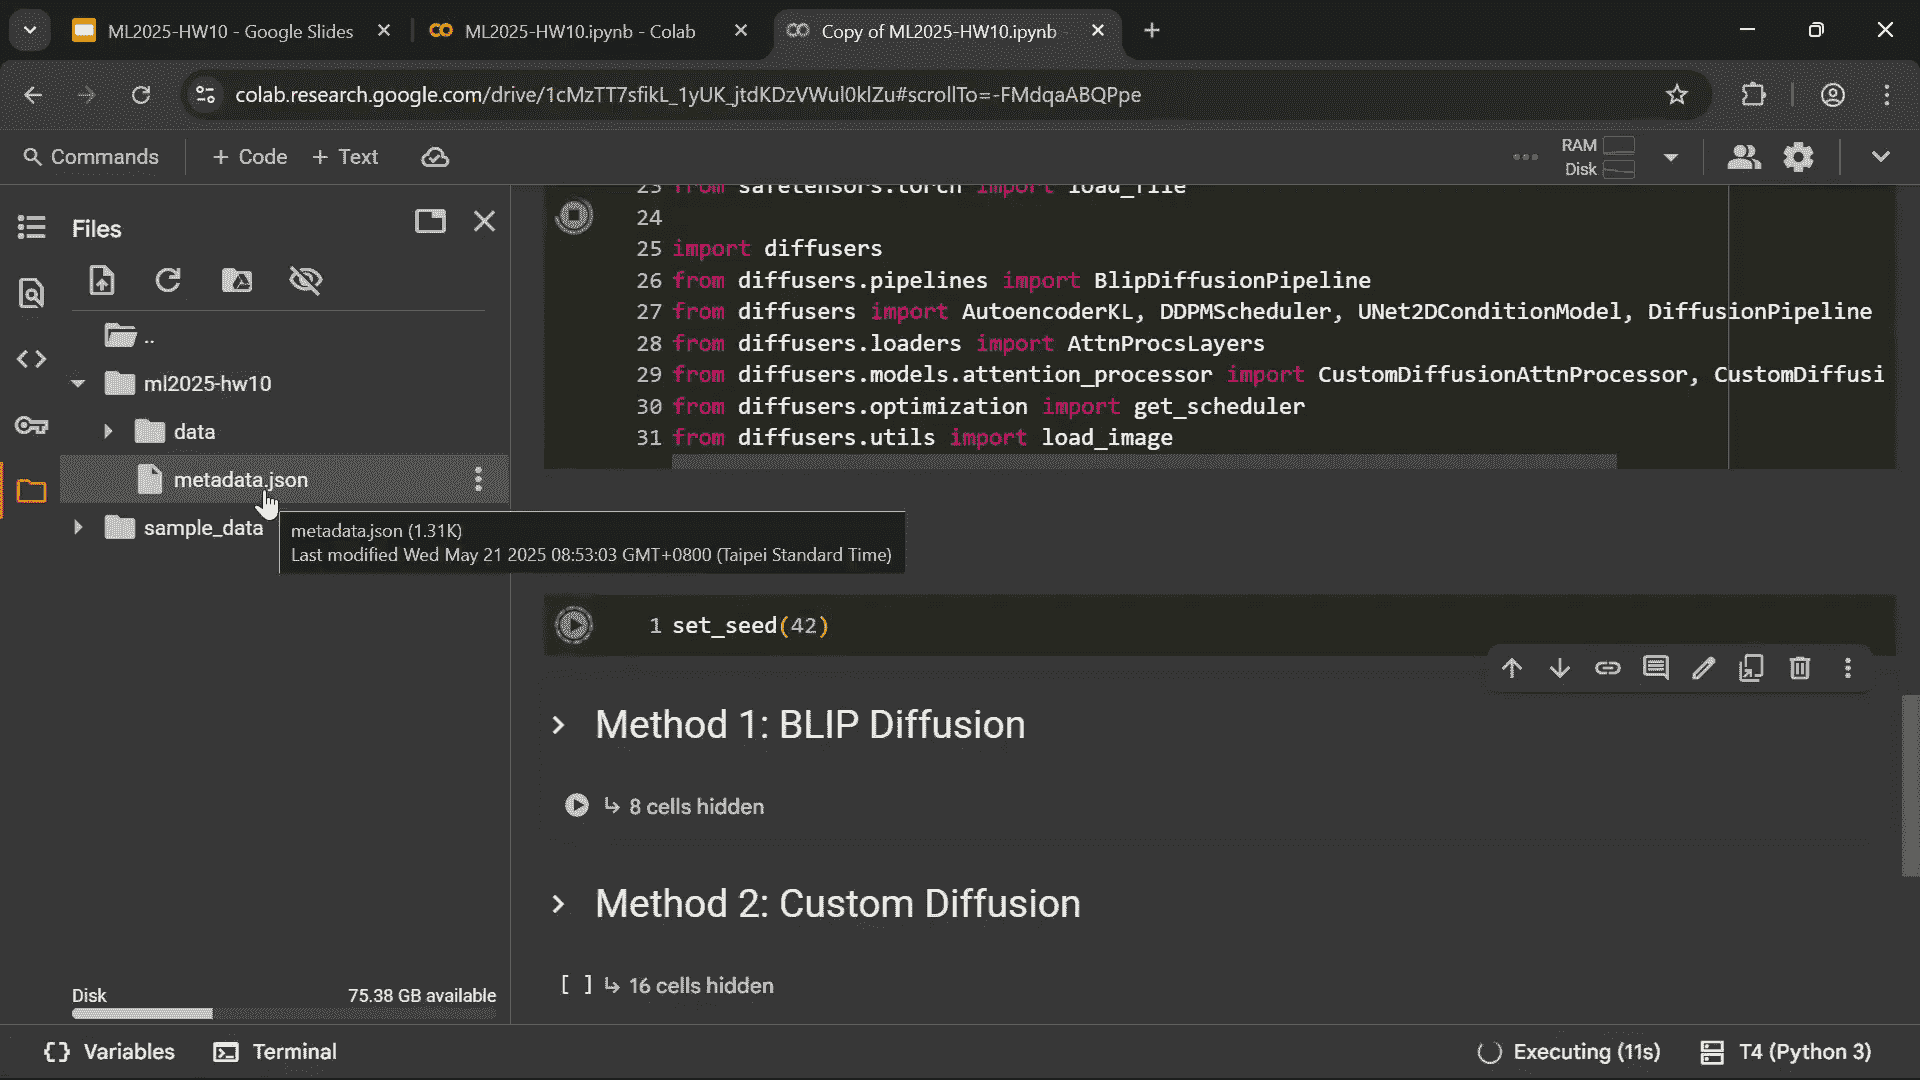 ML2025-HW10 - Google Slides
ML2025-HW10.ipynb - Colab
Copy of ML2025-HW10.ipynb
colab.research.google.com/drive/1cMzTT7sfikL_1yUK_jtdKDzVWul0klZu#scrollTo=-FMdqaABQPpe
Commands
+ Code + Text
RAM
Disk
Files
..
ml2025-hw10
data
metadata.json
sample_data
metadata.json (1.31K)
Last modified Wed May 21 2025 08:53:03 GMT+0800 (Taipei Standard Time)
Disk 75.38 GB available
23 from safetensors.torch import load_file
24
25 import diffusers
26 from diffusers.pipelines import BlipDiffusionPipeline
27 from diffusers import AutoencoderKL, DDPMScheduler, UNet2DConditionModel, DiffusionPipeline
28 from diffusers.loaders import AttnProcsLayers
29 from diffusers.models.attention_processor import CustomDiffusionAttnProcessor, CustomDiffusi
30 from diffusers.optimization import get_scheduler
31 from diffusers.utils import load_image
1 set_seed(42)
Method 1: BLIP Diffusion
8 cells hidden
Method 2: Custom Diffusion
[ ] 16 cells hidden
{} Variables
Terminal
Executing (11s)
T4 (Python 3)